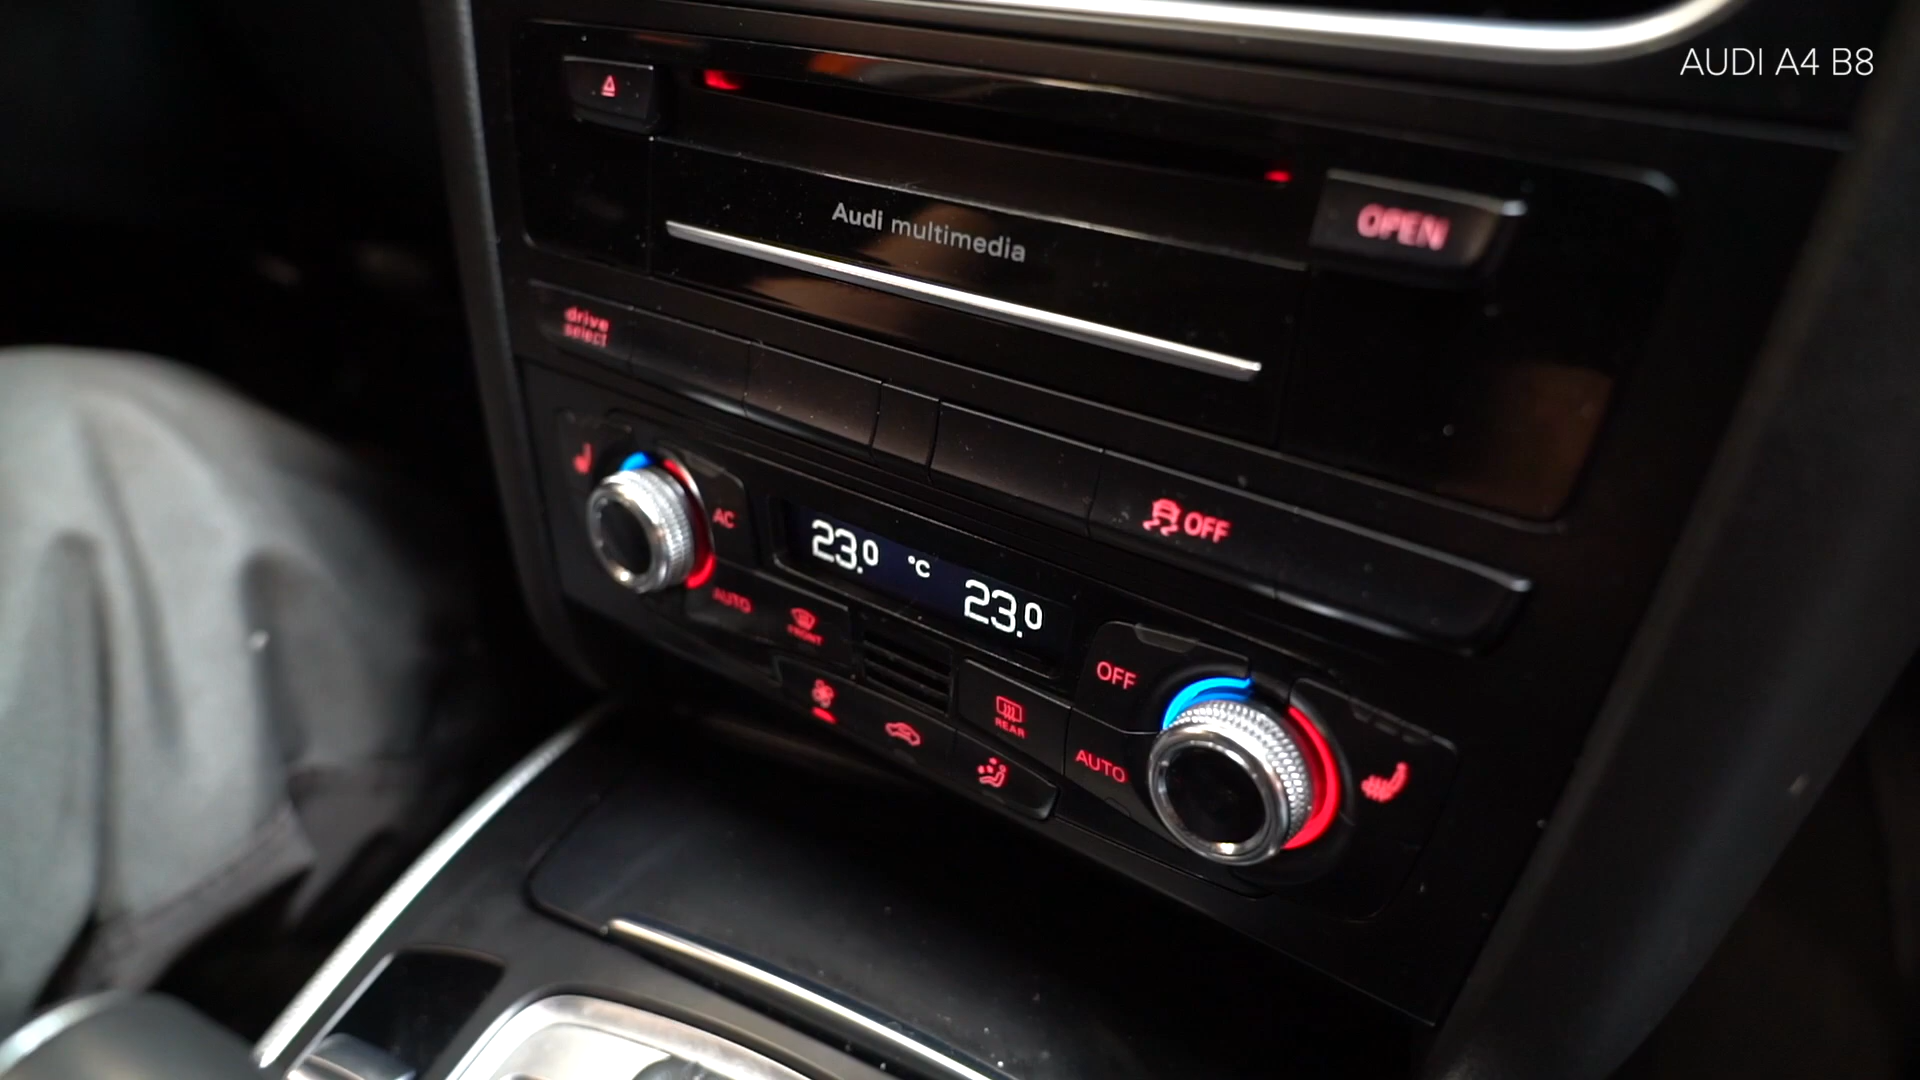 AUDI A4 B8
OPEN
Audi multimedia
drive
select
OFF
AC
23.0 °C 23.0
AUTO
FRONT
OFF
REAR
AUTO